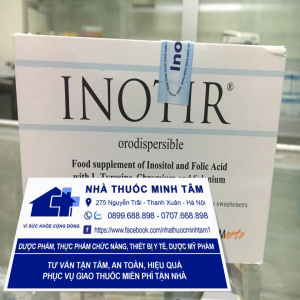 Ino
INOTIR®
orodispersible
Food supplement of Inositol and Folic Acid
with L-Tyrosine, Chromium and Selenium
sweeteners
NHÀ THUỐC MINH TÂM
275 Nguyễn Trãi - Thanh Xuân - Hà Nội
0899.688.898 - 0707.668.898
https://www.facebook.com/nhathuocminhtam1
VÌ SỨC KHỎE CỘNG ĐỒNG
DƯỢC PHẨM, THỰC PHẨM CHỨC NĂNG, THIẾT BỊ Y TẾ, DƯỢC MỸ PHẨM
TƯ VẤN TẬN TÂM, AN TOÀN, HIỆU QUẢ
PHỤC VỤ GIAO THUỐC MIỄN PHÍ TẬN NHÀ